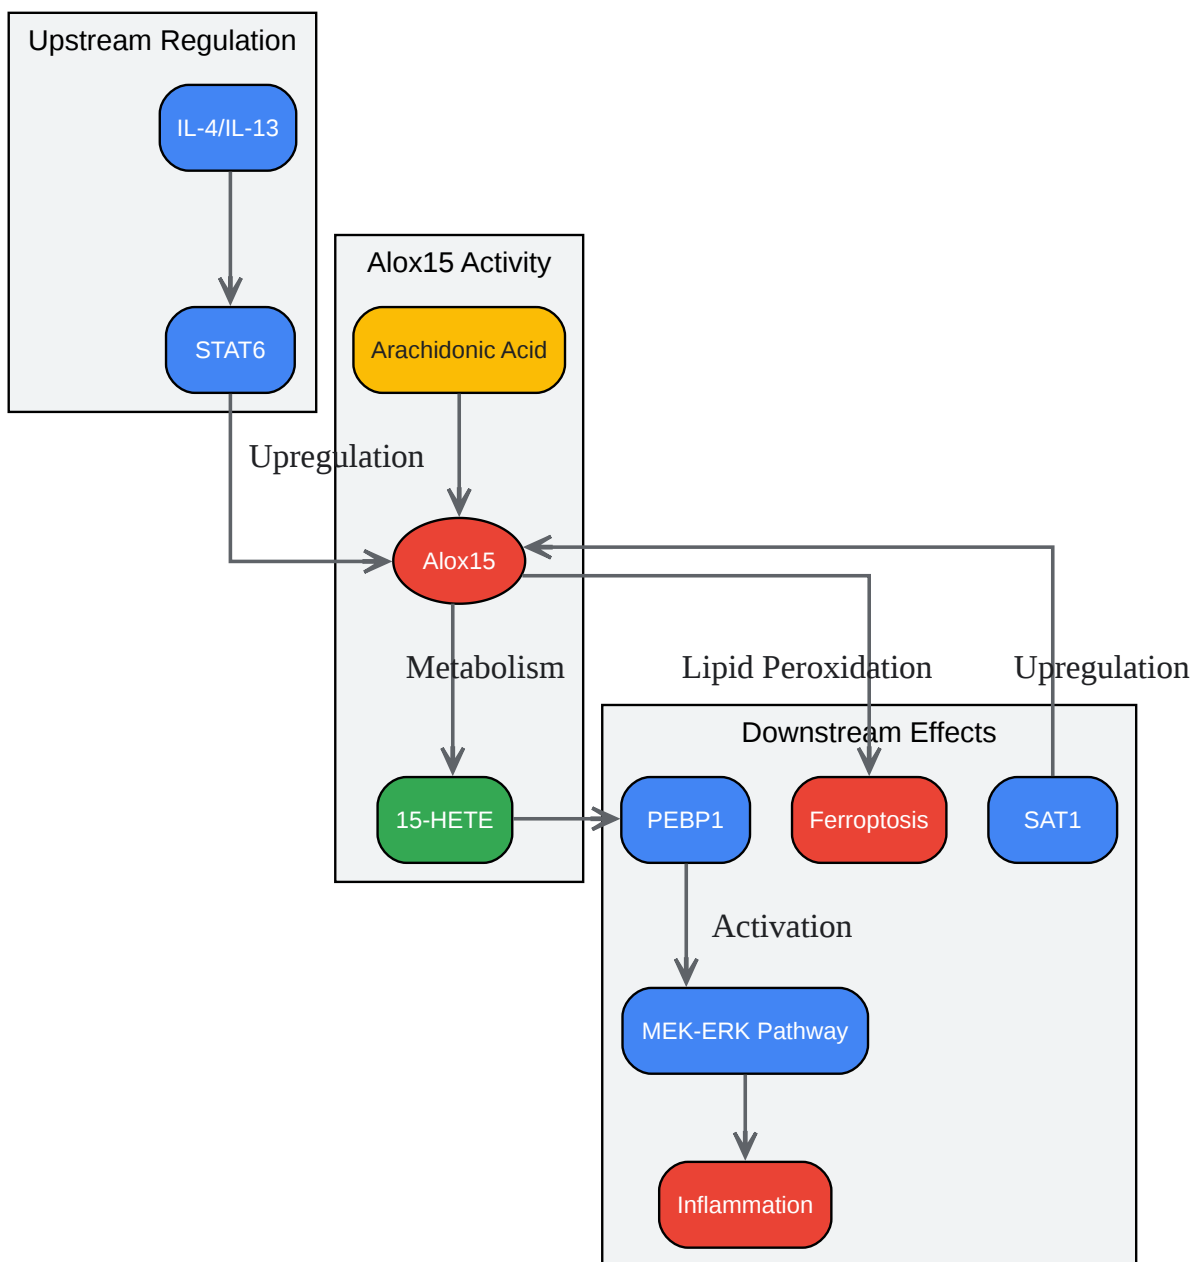 Upstream Regulation
IL-4/IL-13
STAT6
Upregulation
Alox15 Activity
Arachidonic Acid
Alox15
Metabolism
15-HETE
Lipid Peroxidation
Upregulation
Downstream Effects
PEBP1
Ferroptosis
SAT1
Activation
MEK-ERK Pathway
Inflammation